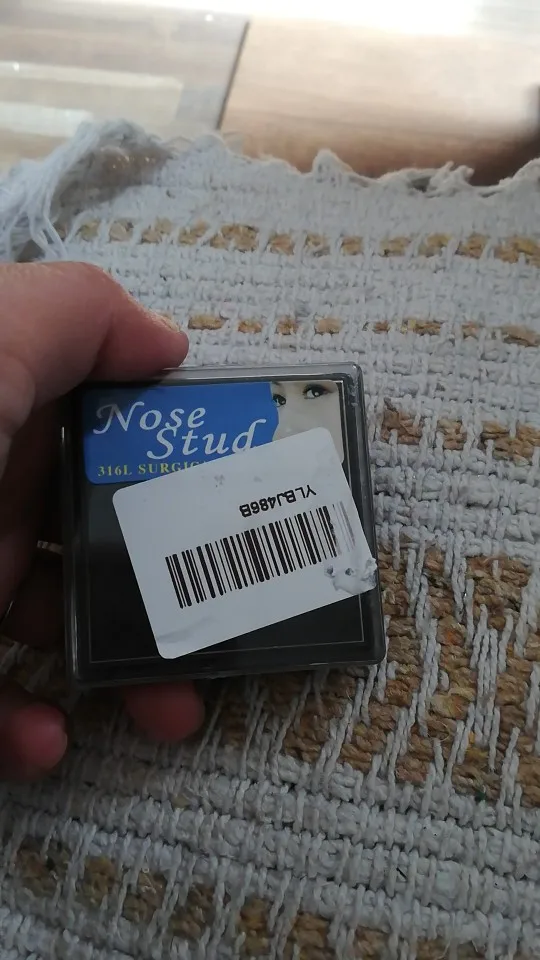 Nose
Stud
316L SURGIC
YLBJ486B